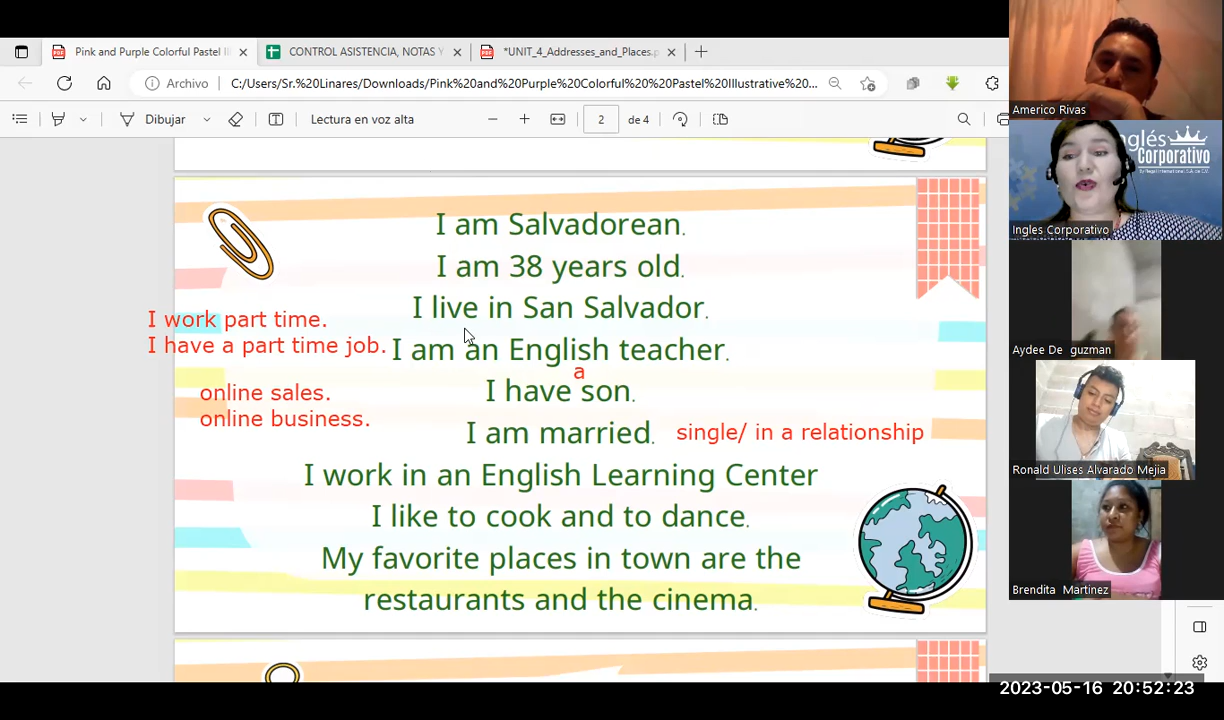 Pink and Purple Colorful Pastel Ill
CONTROL ASISTENCIA, NOTAS Y
*UNIT_4_Addresses_and_Places.p
Archivo
C:/Users/Sr.%20Linares/Downloads/Pink%20and%20Purple%20Colorful%20%20Pastel%20Illustrative%20...
Dibujar
Lectura en voz alta
2
de 4
I am Salvadorean.
I am 38 years old.
I live in San Salvador.
I am an English teacher.
a
I have son.
I am married.
single/ in a relationship
I work in an English Learning Center
I like to cook and to dance.
My favorite places in town are the
restaurants and the cinema.
I work part time.
I have a part time job.
online sales.
online business.
Americo Rivas
Inglés
Corporativo
Ingles Corporativo
Aydee De guzman
Ronald Ulises Alvarado Mejia
Brendita Martinez
2023-05-16 20:52:23